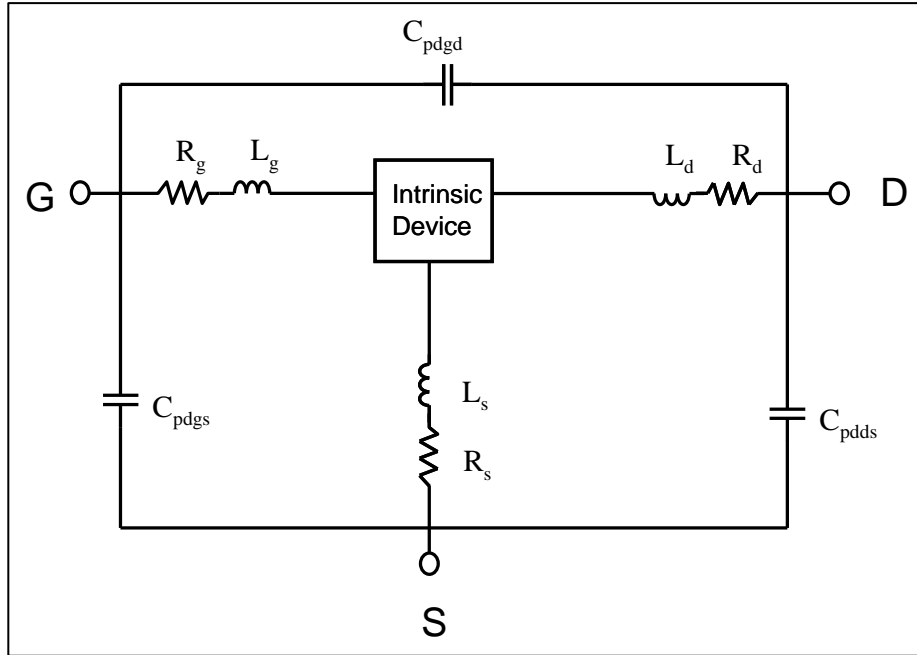 C_pdgd
R_g
L_g
L_d
R_d
G
Intrinsic
Device
D
C_pdgs
L_s
R_s
C_pdds
S